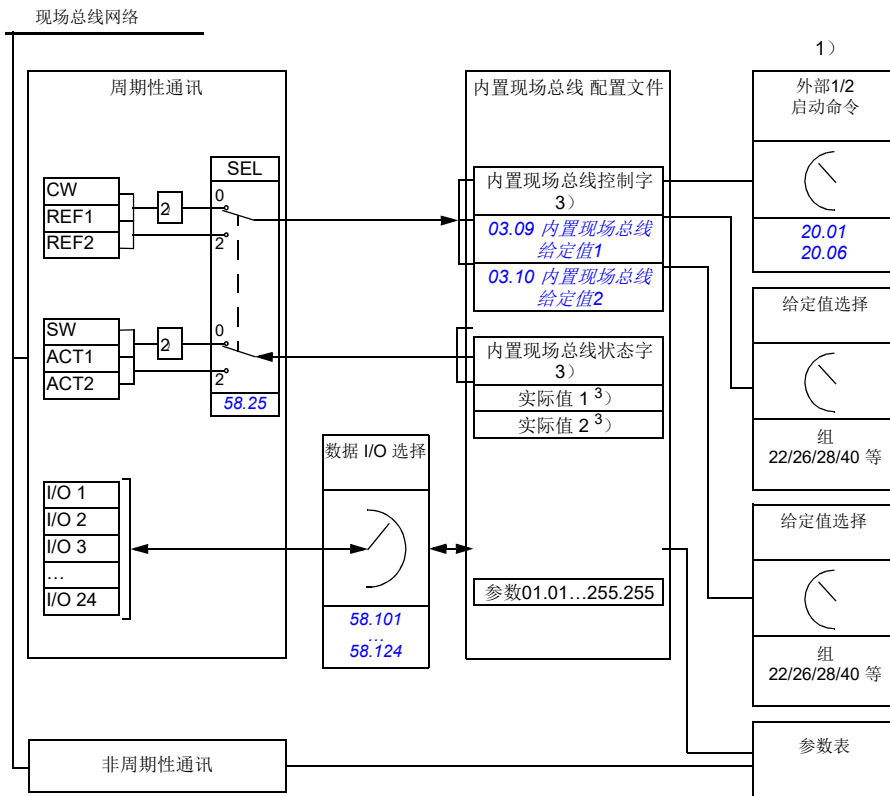 现场总线网络
周期性通讯
CW
REF1
REF2
2)
SEL
0
2
SW
ACT1
ACT2
2)
0
2
58.25
I/O 1
I/O 2
I/O 3
…
I/O 24
数据 I/O 选择
58.101
…
58.124
内置现场总线 配置文件
内置现场总线控制字
3）
03.09 内置现场总线
给定值1
03.10 内置现场总线
给定值2
内置现场总线状态字
3）
实际值 1 3）
实际值 2 3）
参数01.01…255.255
1）
外部1/2
启动命令
20.01
20.06
给定值选择
组
22/26/28/40 等
给定值选择
组
22/26/28/40 等
参数表
非周期性通讯